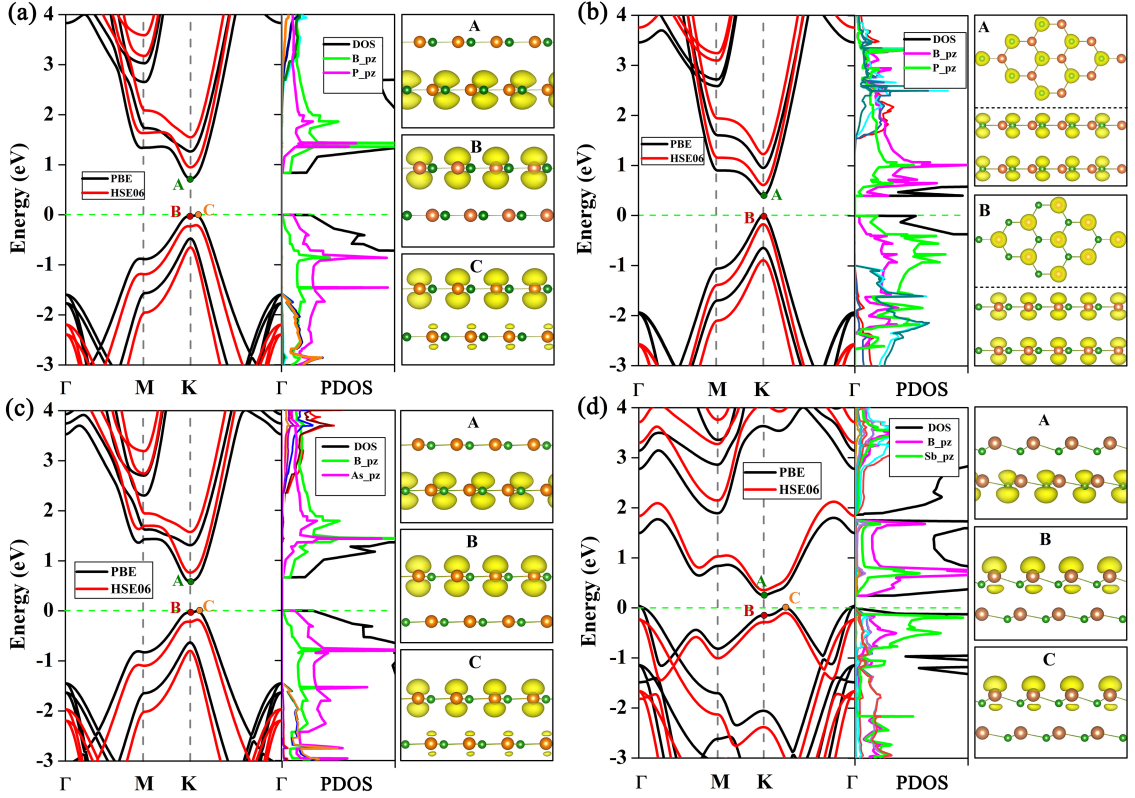 (a)
Energy (eV)
4
3
2
1
0
-1
-2
-3
PBE
HSE06
A
B
C
Γ
M
K
Γ
DOS
B_pz
P_pz
PDOS
A
B
C
(b)
Energy (eV)
4
3
2
1
0
-1
-2
-3
PBE
HSE06
A
B
Γ
M
K
Γ
DOS
B_pz
P_pz
PDOS
A
B
(c)
Energy (eV)
4
3
2
1
0
-1
-2
-3
PBE
HSE06
A
B
C
Γ
M
K
Γ
DOS
B_pz
As_pz
PDOS
A
B
C
(d)
Energy (eV)
4
3
2
1
0
-1
-2
-3
PBE
HSE06
A
B
C
Γ
M
K
Γ
DOS
B_pz
Sb_pz
PDOS
A
B
C